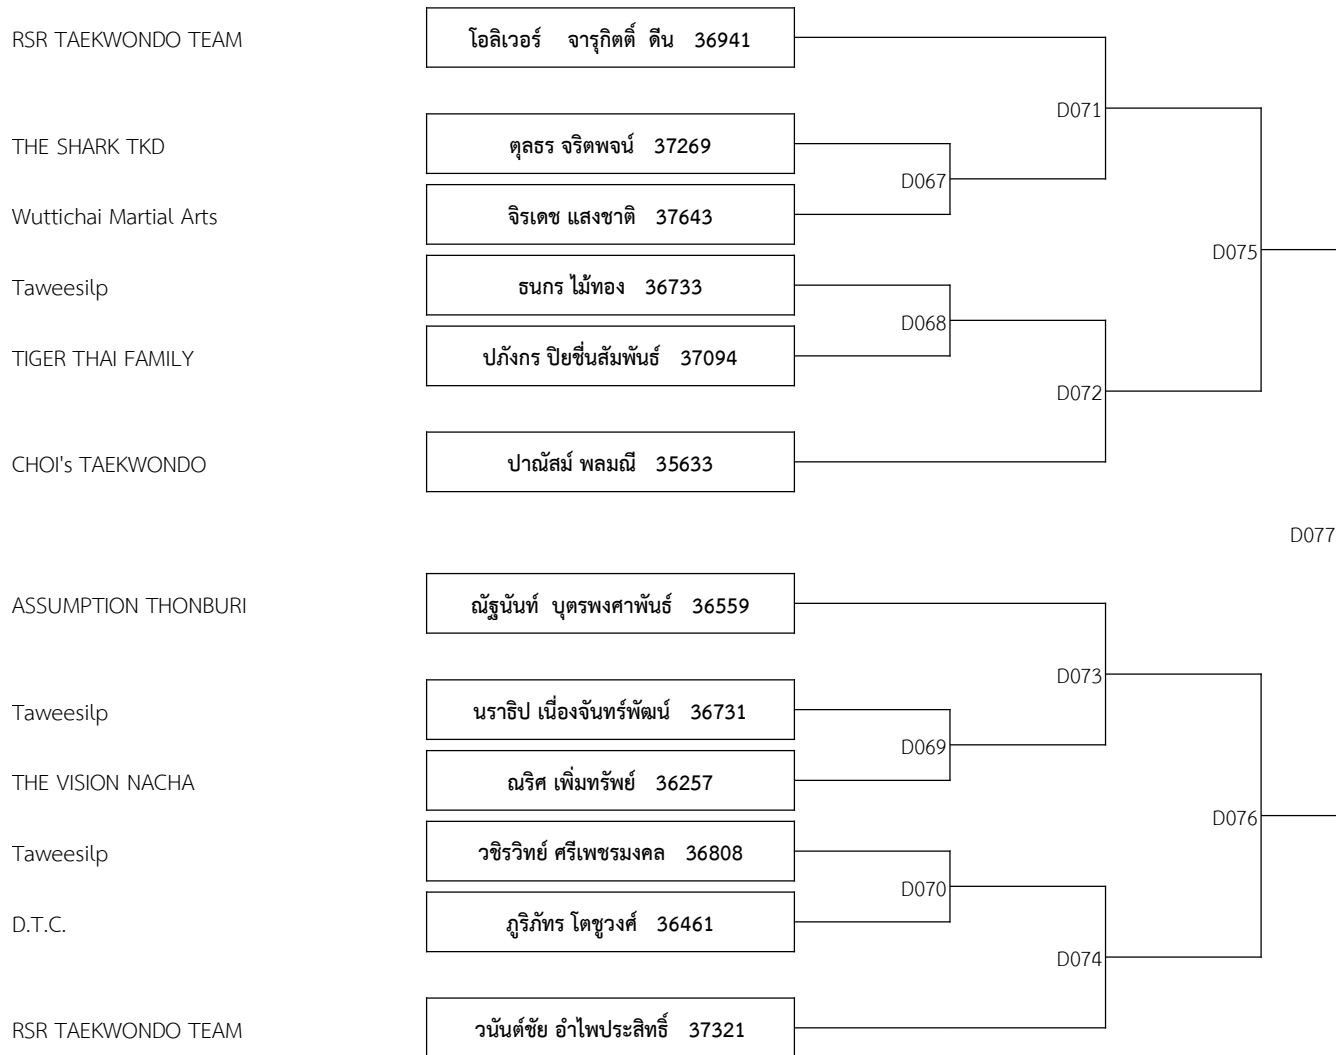 RSR TAEKWONDO TEAM โอลิเวอร์ จารุกิตติ์ ดีน 36941
D071
THE SHARK TKD ตุลธร จริตพจน์ 37269
D067
Wuttichai Martial Arts จิรเดช แสงชาติ 37643
D075
Taweesilp ธนกร ไม้ทอง 36733
D068
TIGER THAI FAMILY ปภังกร ปิยชื่นสัมพันธ์ 37094
D072
CHOI's TAEKWONDO ปาณัสม์ พลมณี 35633
D077
ASSUMPTION THONBURI ณัฐนันท์ บุตรพงศาพันธ์ 36559
D073
Taweesilp นราธิป เนื่องจันทร์พัฒน์ 36731
D069
THE VISION NACHA ณริศ เพิ่มทรัพย์ 36257
D076
Taweesilp วชิรวิทย์ ศรีเพชรมงคล 36808
D070
D.T.C. ภูริภัทร โตชูวงศ์ 36461
D074
RSR TAEKWONDO TEAM วนันต์ชัย อำไพประสิทธิ์ 37321